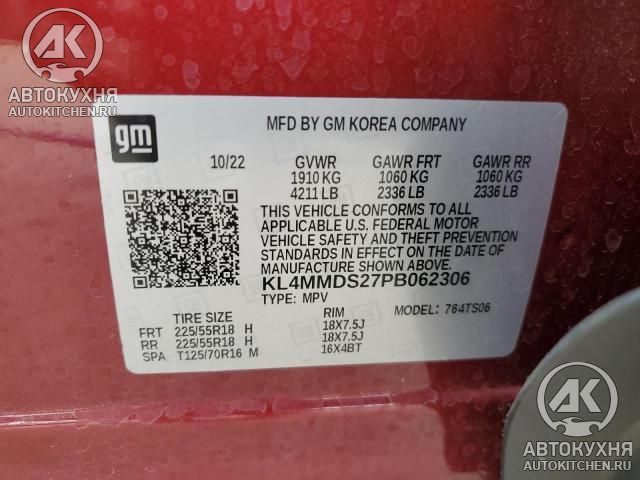 АК
АВТОКУХНЯ
AUTOKITCHEN.RU
gm
MFD BY GM KOREA COMPANY
10/22 GVWR GAWR FRT GAWR RR
1910 KG 1060 KG 1060 KG
4211 LB 2336 LB 2336 LB
THIS VEHICLE CONFORMS TO ALL
APPLICABLE U.S. FEDERAL MOTOR
VEHICLE SAFETY AND THEFT PREVENTION
STANDARDS IN EFFECT ON THE DATE OF
MANUFACTURE SHOWN ABOVE.
KL4MMDS27PB062306
TYPE: MPV MODEL: 764TS06
TIRE SIZE RIM
FRT 225/55R18 H 18X7.5J
RR 225/55R18 H 18X7.5J
SPA T125/70R16 M 16X4BT
АК
АВТОКУХНЯ
AUTOKITCHEN.RU